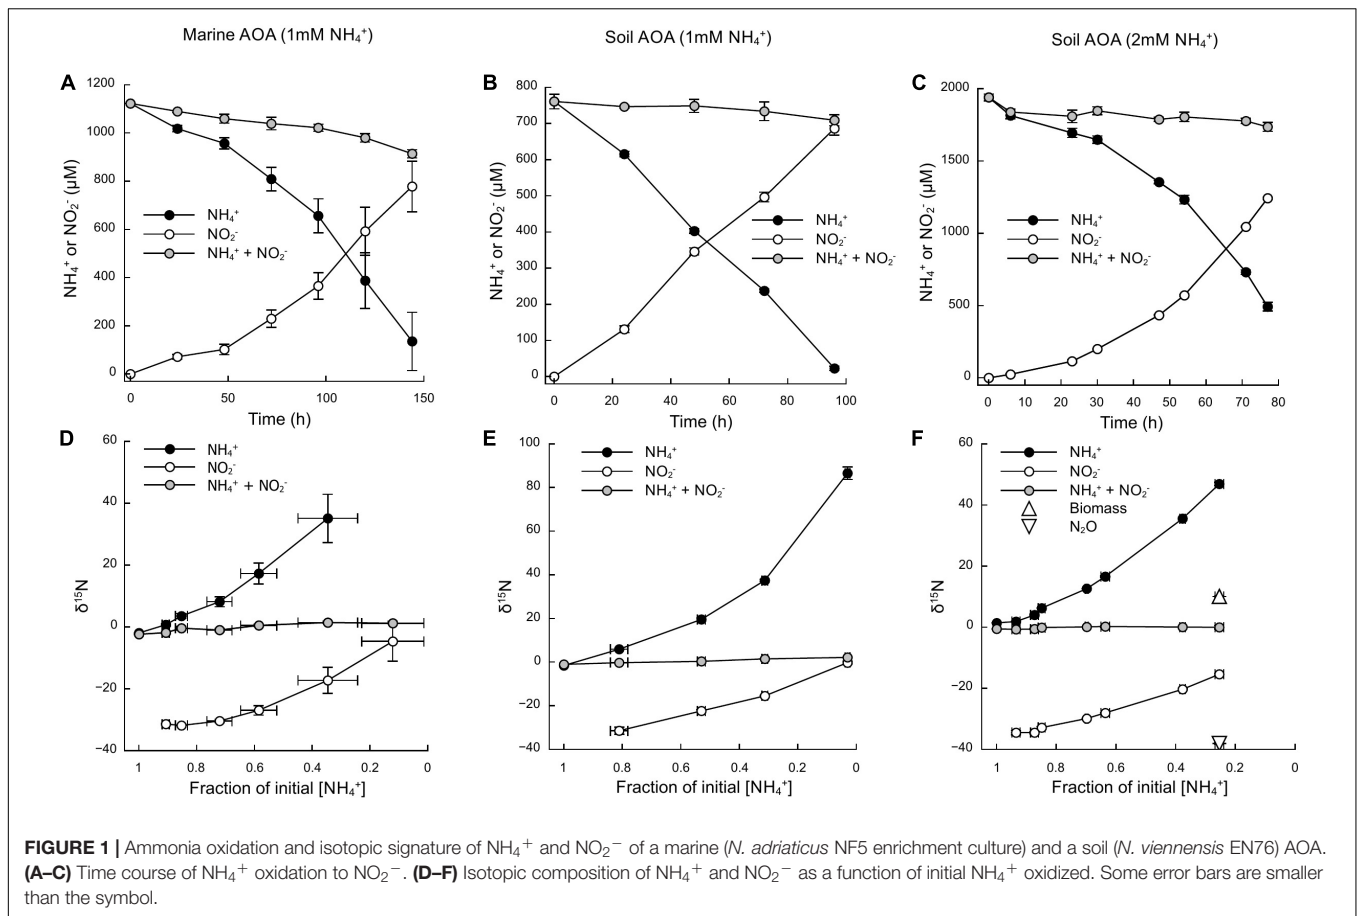 Marine AOA (1mM NH₄⁺)
Soil AOA (1mM NH₄⁺)
Soil AOA (2mM NH₄⁺)
A
1200
1000
800
600
400
200
0
NH₄⁺ or NO₂⁻ (µM)
NH₄⁺
NO₂⁻
NH₄⁺ + NO₂⁻
0 50 100 150
Time (h)
B
800
700
600
500
400
300
200
100
0
NH₄⁺ or NO₂⁻ (µM)
NH₄⁺
NO₂⁻
NH₄⁺ + NO₂⁻
0 20 40 60 80 100
Time (h)
C
2000
1500
1000
500
0
NH₄⁺ or NO₂⁻ (µM)
NH₄⁺
NO₂⁻
NH₄⁺ + NO₂⁻
0 10 20 30 40 50 60 70 80
Time (h)
D
60
40
20
0
−20
−40
δ¹⁵N
NH₄⁺
NO₂⁻
NH₄⁺ + NO₂⁻
1 0.8 0.6 0.4 0.2 0
Fraction of initial [NH₄⁺]
E
100
80
60
40
20
0
−20
−40
δ¹⁵N
NH₄⁺
NO₂⁻
NH₄⁺ + NO₂⁻
1 0.8 0.6 0.4 0.2 0
Fraction of initial [NH₄⁺]
F
60
40
20
0
−20
−40
δ¹⁵N
NH₄⁺
NO₂⁻
NH₄⁺ + NO₂⁻
Biomass
N₂O
1 0.8 0.6 0.4 0.2 0
Fraction of initial [NH₄⁺]
FIGURE 1 | Ammonia oxidation and isotopic signature of NH₄⁺ and NO₂⁻ of a marine (N. adriaticus NF5 enrichment culture) and a soil (N. viennensis EN76) AOA.
(A–C) Time course of NH₄⁺ oxidation to NO₂⁻. (D–F) Isotopic composition of NH₄⁺ and NO₂⁻ as a function of initial NH₄⁺ oxidized. Some error bars are smaller
than the symbol.